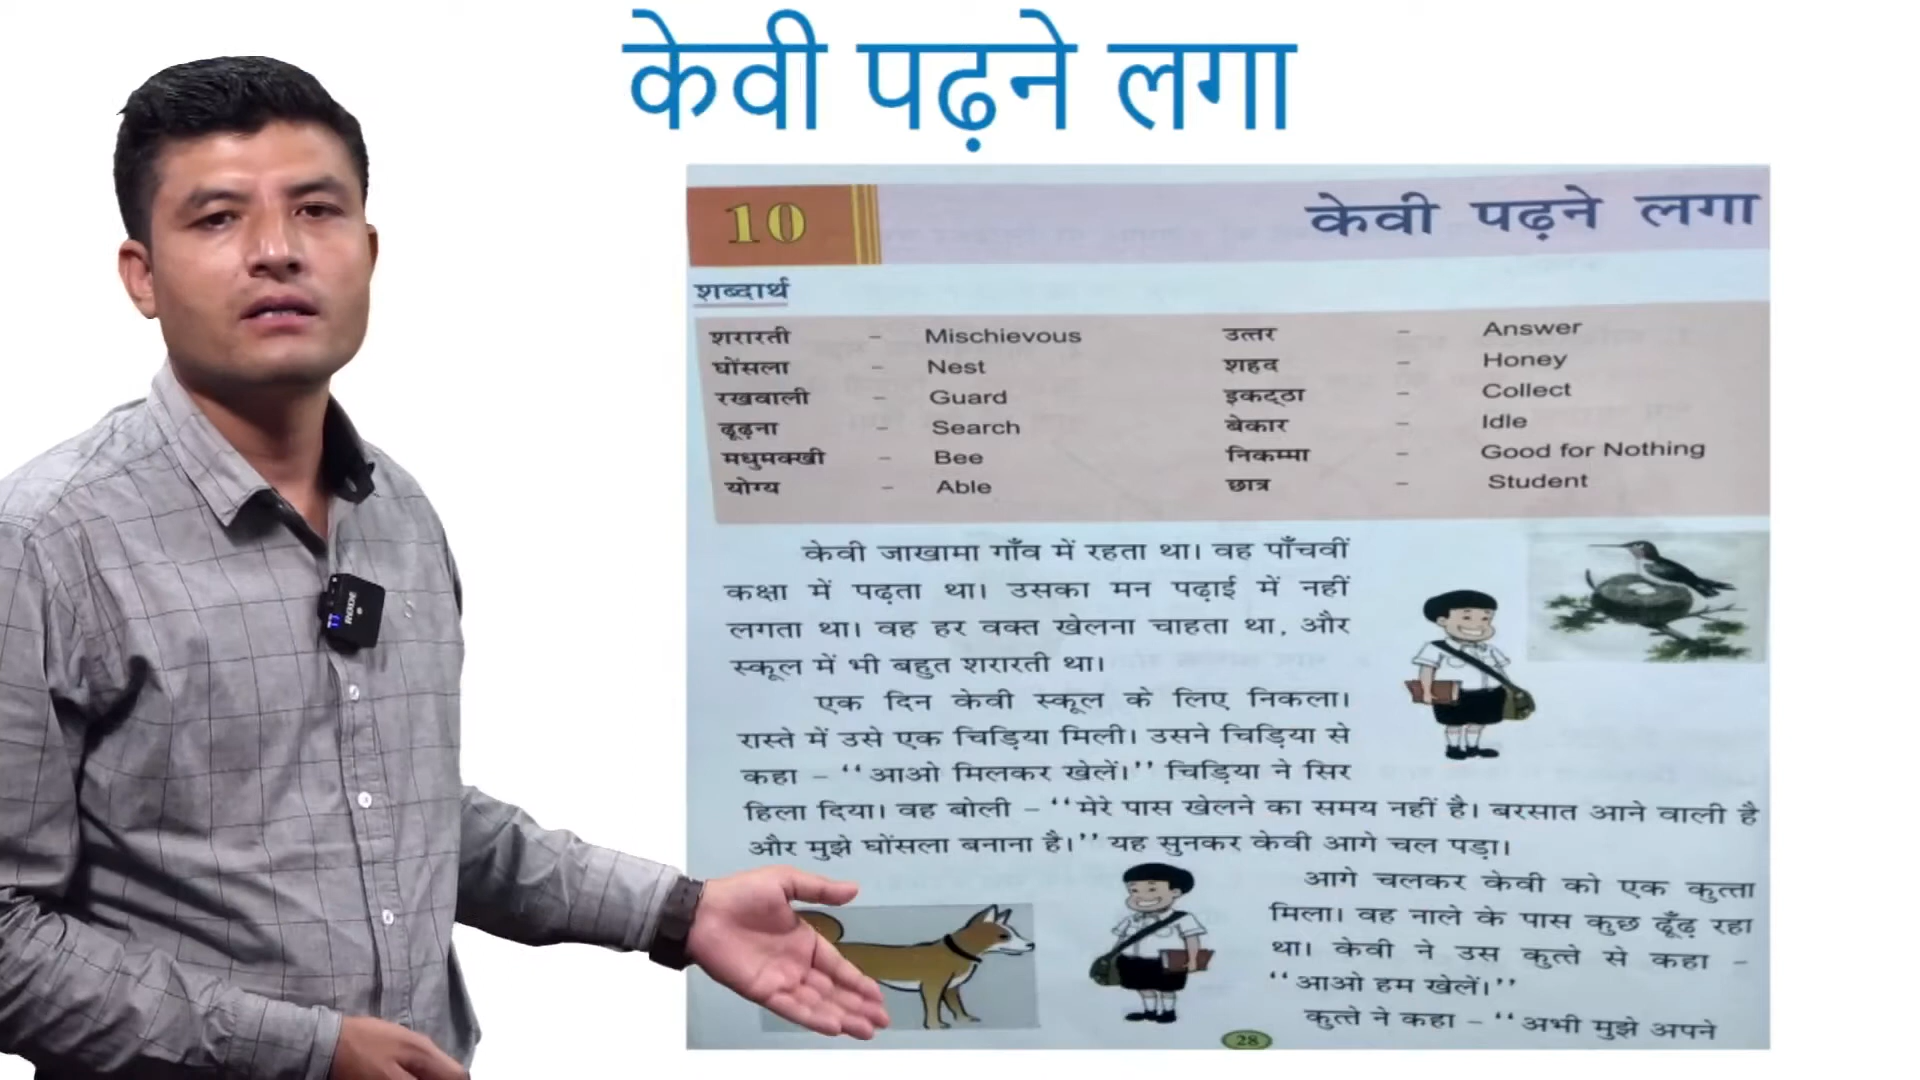 केवी पढ़ने लगा
10
केवी पढ़ने लगा
शब्दार्थ
शरारती - Mischievous उत्तर - Answer
घोंसला - Nest शहद - Honey
रखवाली - Guard इकट्ठा - Collect
ढूढ़ना - Search बेकार - Idle
मधुमक्खी - Bee निकम्मा - Good for Nothing
योग्य - Able छात्र - Student
केवी जाखामा गाँव में रहता था। वह पाँचवीं
कक्षा में पढ़ता था। उसका मन पढ़ाई में नहीं
लगता था। वह हर वक्त खेलना चाहता था, और
स्कूल में भी बहुत शरारती था।
एक दिन केवी स्कूल के लिए निकला।
रास्ते में उसे एक चिड़िया मिली। उसने चिड़िया से
कहा – ‘‘आओ मिलकर खेलें।’’ चिड़िया ने सिर
हिला दिया। वह बोली – ‘‘मेरे पास खेलने का समय नहीं है। बरसात आने वाली है
और मुझे घोंसला बनाना है।’’ यह सुनकर केवी आगे चल पड़ा।
आगे चलकर केवी को एक कुत्ता
मिला। वह नाले के पास कुछ ढूँढ़ रहा
था। केवी ने उस कुत्ते से कहा –
‘‘आओ हम खेलें।’’
कुत्ते ने कहा – ‘‘अभी मुझे अपने
28
RODE